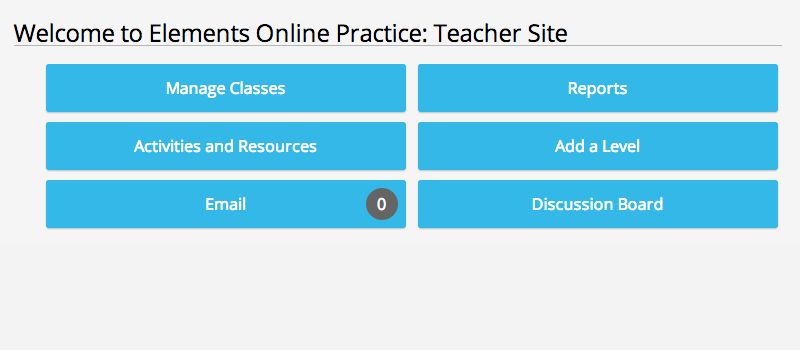 Welcome to Elements Online Practice: Teacher Site
Manage Classes
Reports
Activities and Resources
Add a Level
Email
0
Discussion Board